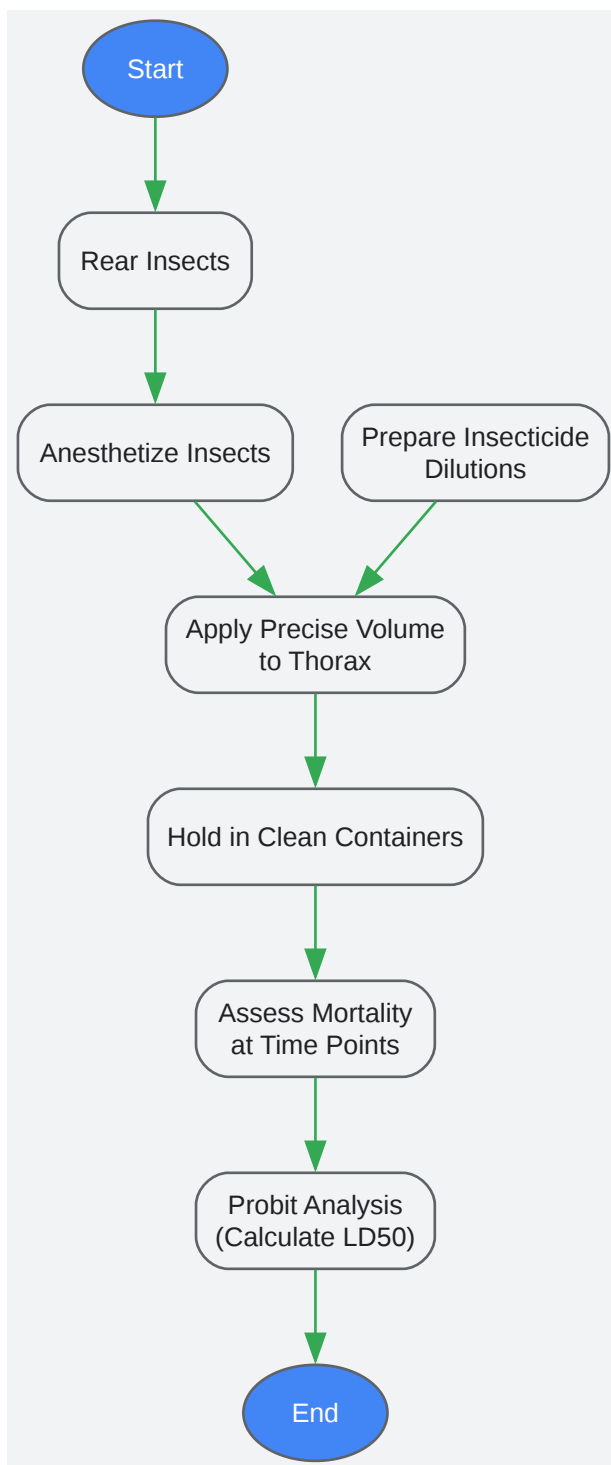 Start
Rear Insects
Anesthetize Insects
Prepare Insecticide
Dilutions
Apply Precise Volume
to Thorax
Hold in Clean Containers
Assess Mortality
at Time Points
Probit Analysis
(Calculate LD50)
End